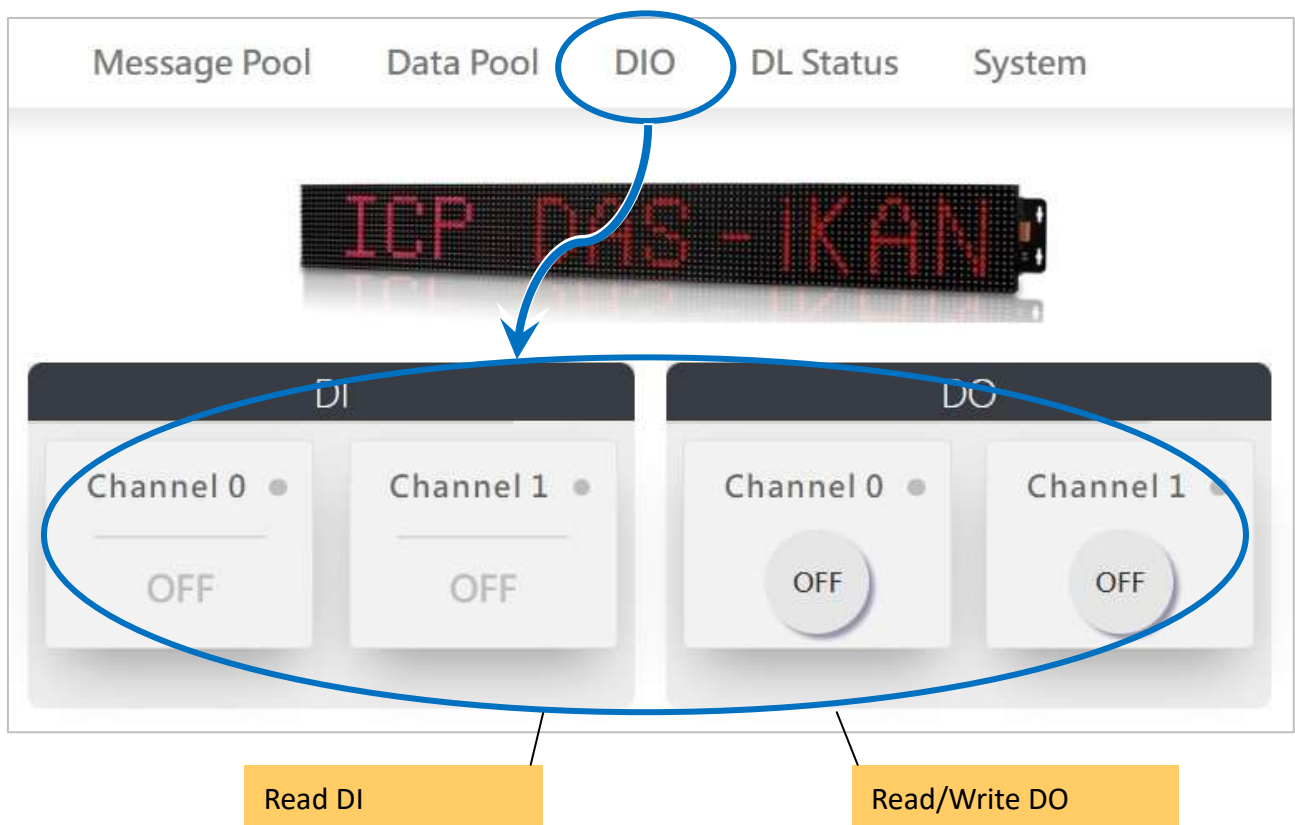 Message Pool Data Pool DIO DL Status System
ICP DAS - iKAN
DI DO
Channel 0 Channel 1 Channel 0 Channel 1
OFF OFF OFF OFF
Read DI Read/Write DO